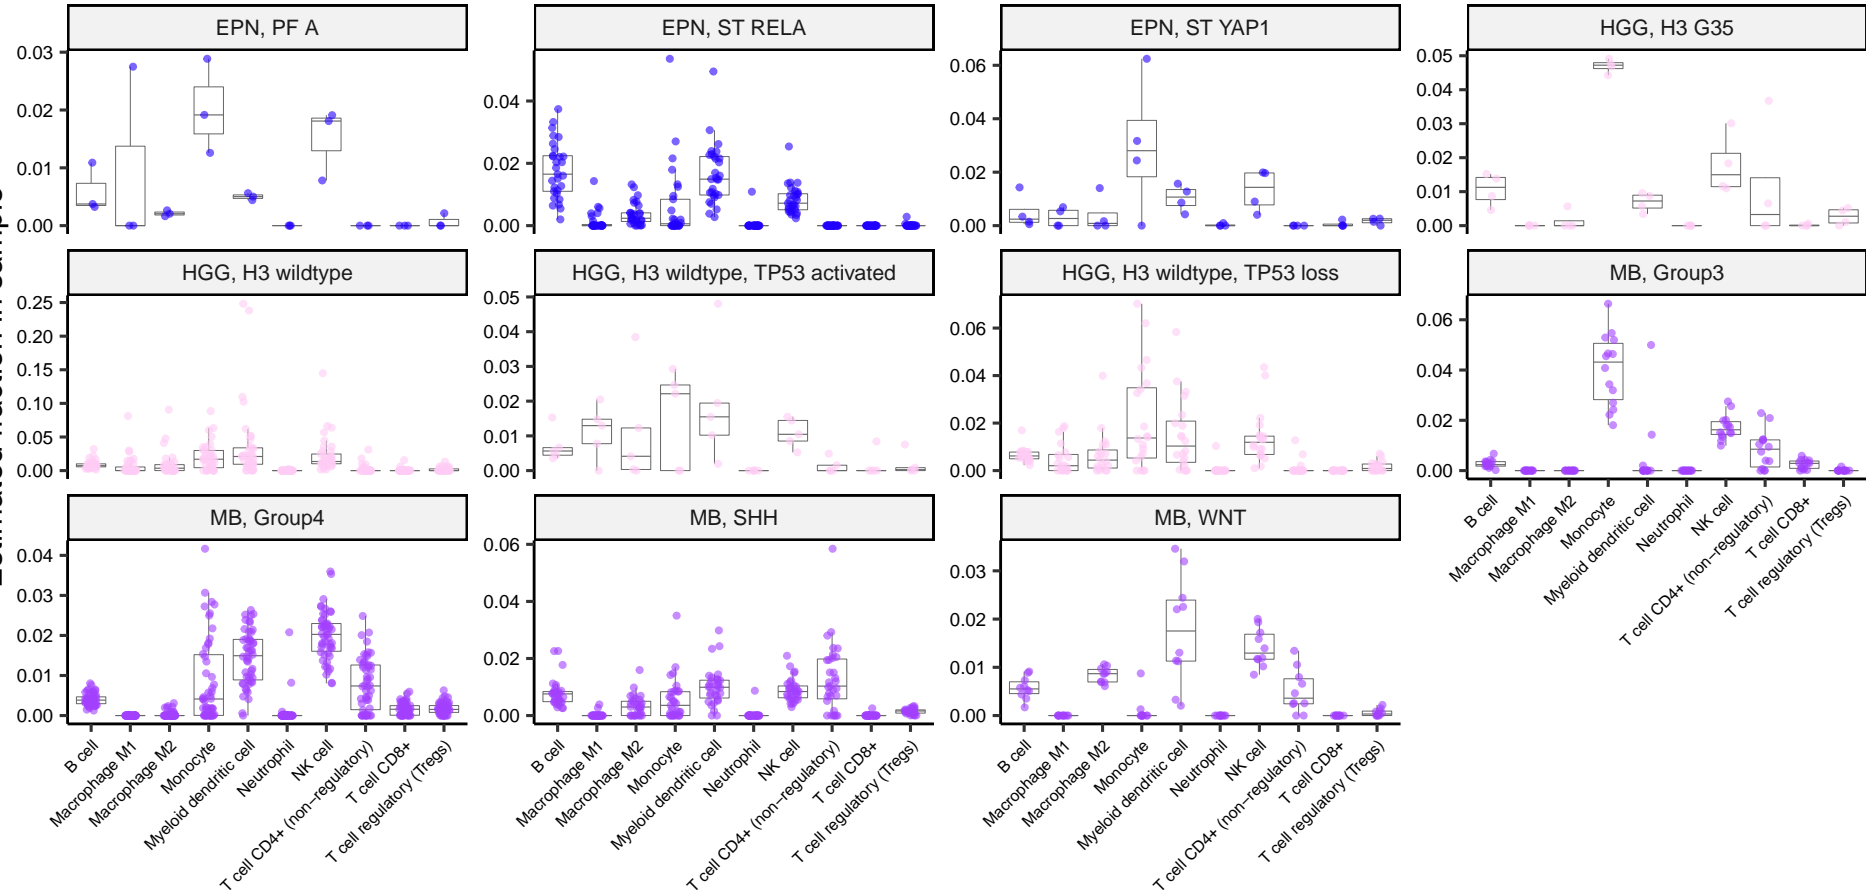 EPN, PF A
EPN, ST RELA
EPN, ST YAP1
HGG, H3 G35
0.03
0.02
0.01
0.00
0.04
0.02
0.00
0.06
0.04
0.02
0.00
0.05
0.04
0.03
0.02
0.01
0.00
HGG, H3 wildtype
HGG, H3 wildtype, TP53 activated
HGG, H3 wildtype, TP53 loss
MB, Group3
0.25
0.20
0.15
0.10
0.05
0.00
0.05
0.04
0.03
0.02
0.01
0.00
0.06
0.04
0.02
0.00
0.06
0.04
0.02
0.00
B cell
Macrophage M1
Macrophage M2
Monocyte
Myeloid dendritic cell
Neutrophil
NK cell
T cell CD4+ (non−regulatory)
T cell CD8+
T cell regulatory (Tregs)
MB, Group4
MB, SHH
MB, WNT
0.04
0.03
0.02
0.01
0.00
0.06
0.04
0.02
0.00
0.03
0.02
0.01
0.00
B cell
Macrophage M1
Macrophage M2
Monocyte
Myeloid dendritic cell
Neutrophil
NK cell
T cell CD4+ (non−regulatory)
T cell CD8+
T cell regulatory (Tregs)
B cell
Macrophage M1
Macrophage M2
Monocyte
Myeloid dendritic cell
Neutrophil
NK cell
T cell CD4+ (non−regulatory)
T cell CD8+
T cell regulatory (Tregs)
B cell
Macrophage M1
Macrophage M2
Monocyte
Myeloid dendritic cell
Neutrophil
NK cell
T cell CD4+ (non−regulatory)
T cell CD8+
T cell regulatory (Tregs)